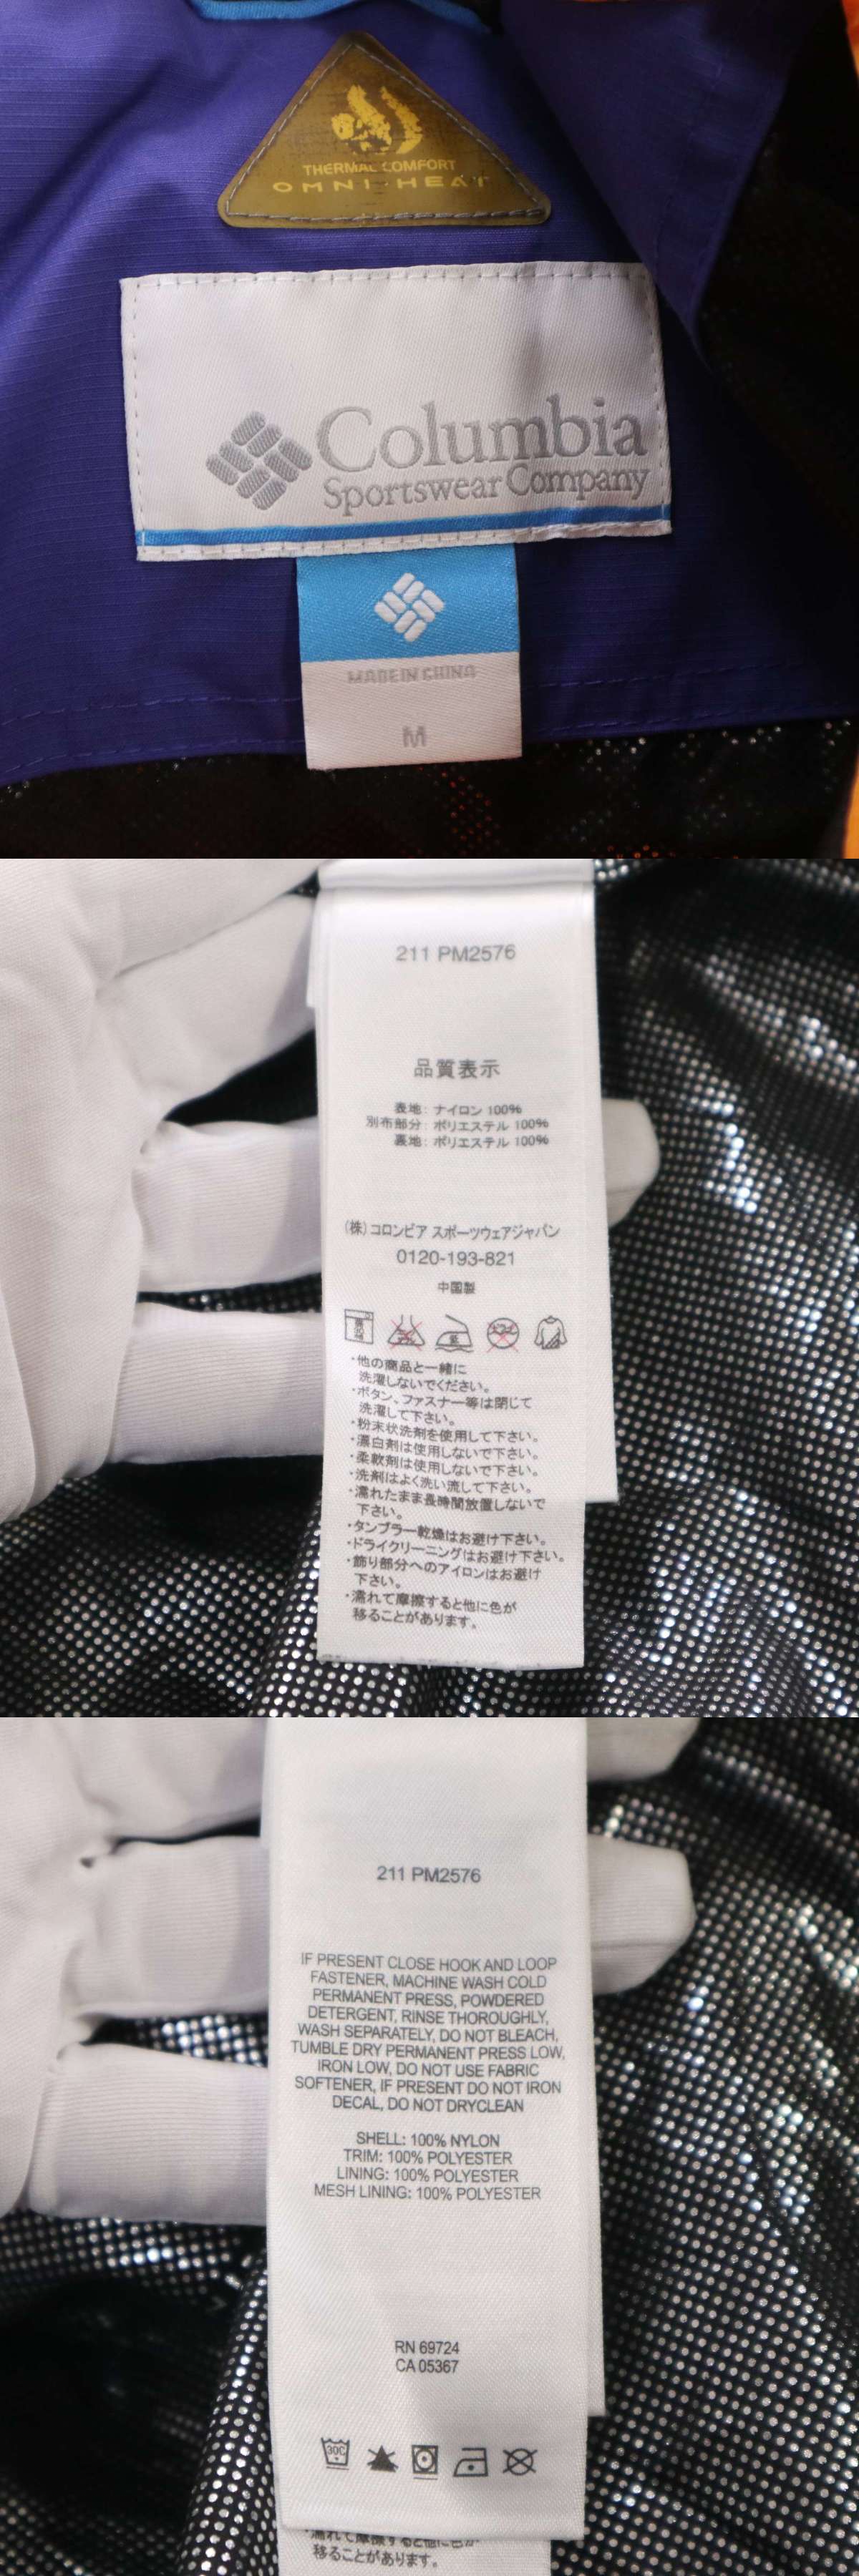 THERMAL COMFORT
OMNI-HEAT
Columbia
Sportswear Company
MADE IN CHINA
M
211 PM2576
品質表示
表地: ナイロン 100%
別布部分: ポリエステル 100%
裏地: ポリエステル 100%
(株) コロンビア スポーツウェアジャパン
0120-193-821
中国製
・他の商品と一緒に
洗濯しないでください。
・ボタン、ファスナー等は閉じて
洗濯して下さい。
・粉末状洗剤を使用して下さい。
・漂白剤は使用しないで下さい。
・柔軟剤は使用しないで下さい。
・洗剤はよく洗い流して下さい。
・濡れたまま長時間放置しないで
下さい。
・タンブラー乾燥はお避け下さい。
・ドライクリーニングはお避け下さい。
・飾り部分へのアイロンはお避け
下さい。
・濡れて摩擦すると他に色が
移ることがあります。
211 PM2576
IF PRESENT CLOSE HOOK AND LOOP
FASTENER, MACHINE WASH COLD
PERMANENT PRESS, POWDERED
DETERGENT, RINSE THOROUGHLY,
WASH SEPARATELY, DO NOT BLEACH,
TUMBLE DRY PERMANENT PRESS LOW,
IRON LOW, DO NOT USE FABRIC
SOFTENER, IF PRESENT DO NOT IRON
DECAL, DO NOT DRYCLEAN
SHELL: 100% NYLON
TRIM: 100% POLYESTER
LINING: 100% POLYESTER
MESH LINING: 100% POLYESTER
RN 69724
CA 05367
30C
・濡れて摩擦すると他に色が
移ることがあります。